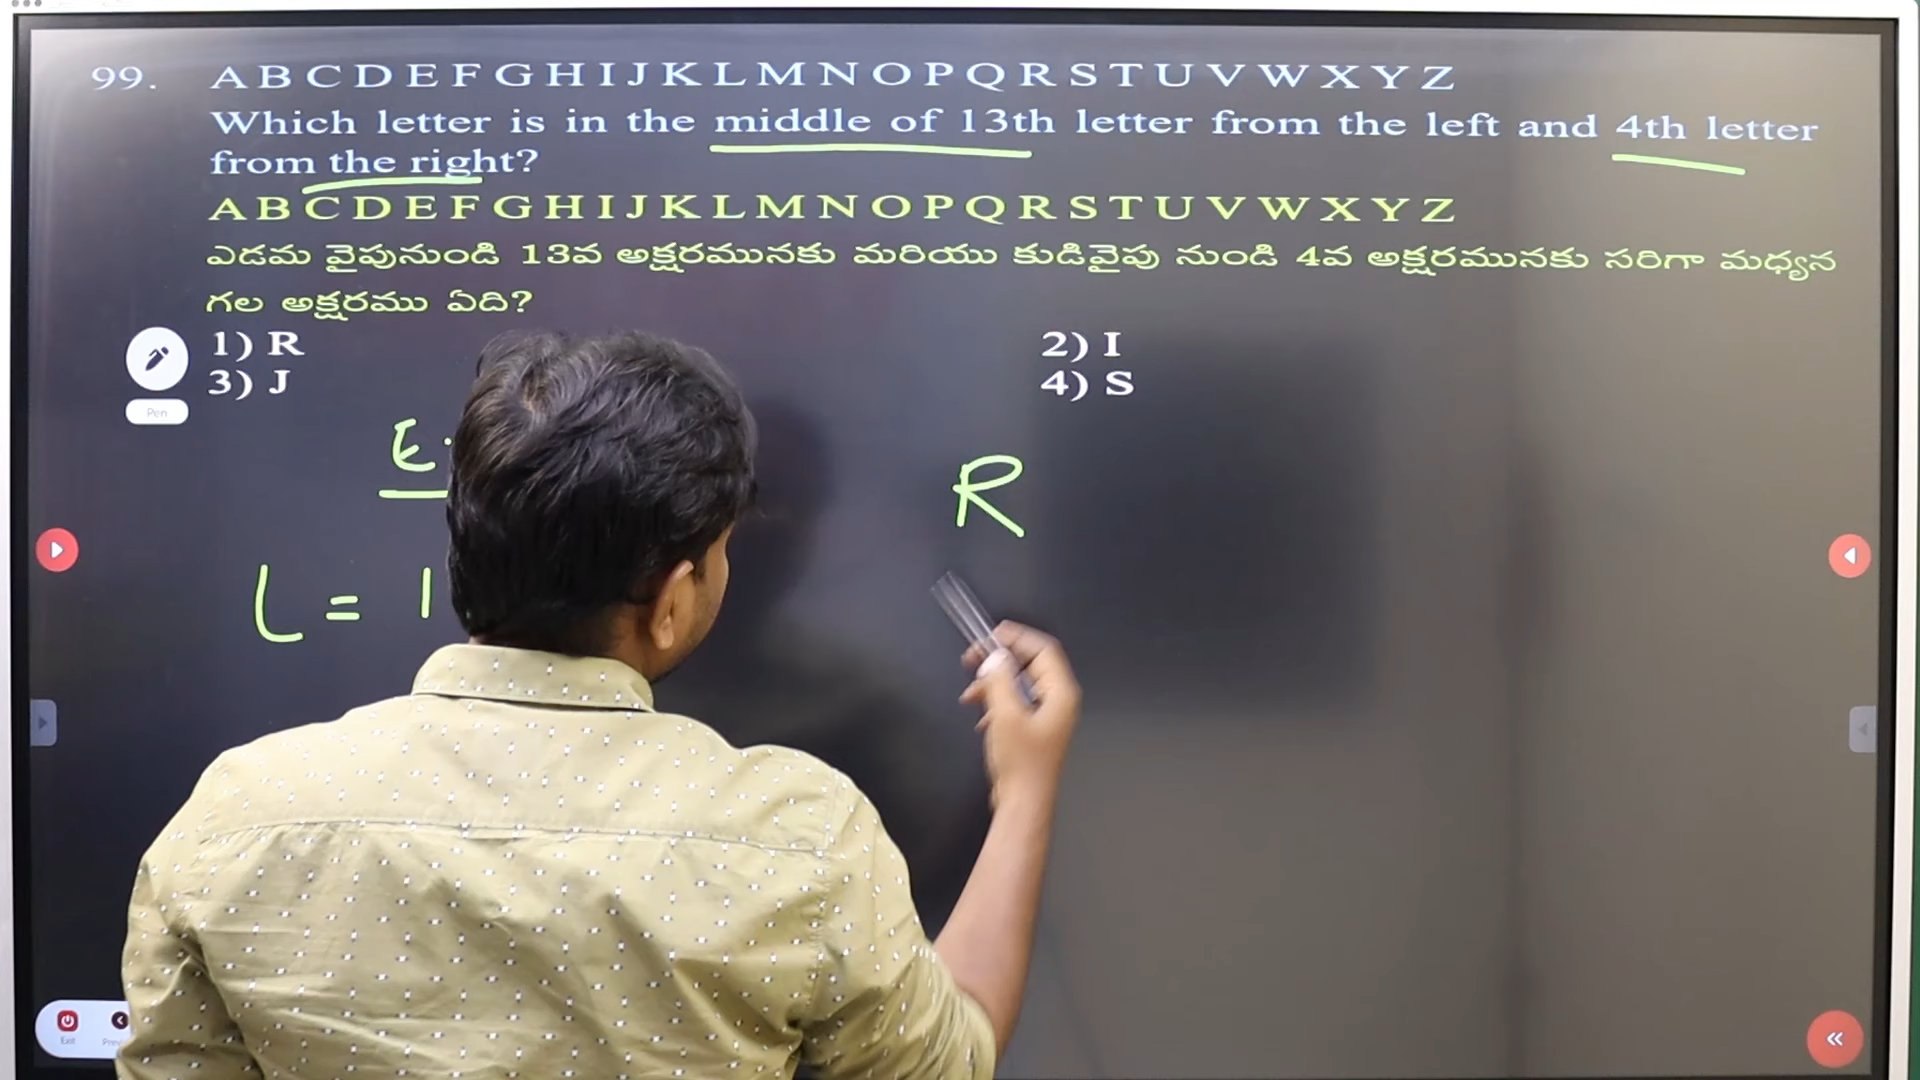 99. A B C D E F G H I J K L M N O P Q R S T U V W X Y Z
Which letter is in the middle of 13th letter from the left and 4th letter
from the right?
A B C D E F G H I J K L M N O P Q R S T U V W X Y Z
ఎడమ వైపునుండి 13వ అక్షరమునకు మరియు కుడివైపు నుండి 4వ అక్షరమునకు సరిగా మధ్యన
గల అక్షరము ఏది?
1) R 2) I
3) J 4) S
Pen
E
R
L = 1
Exit